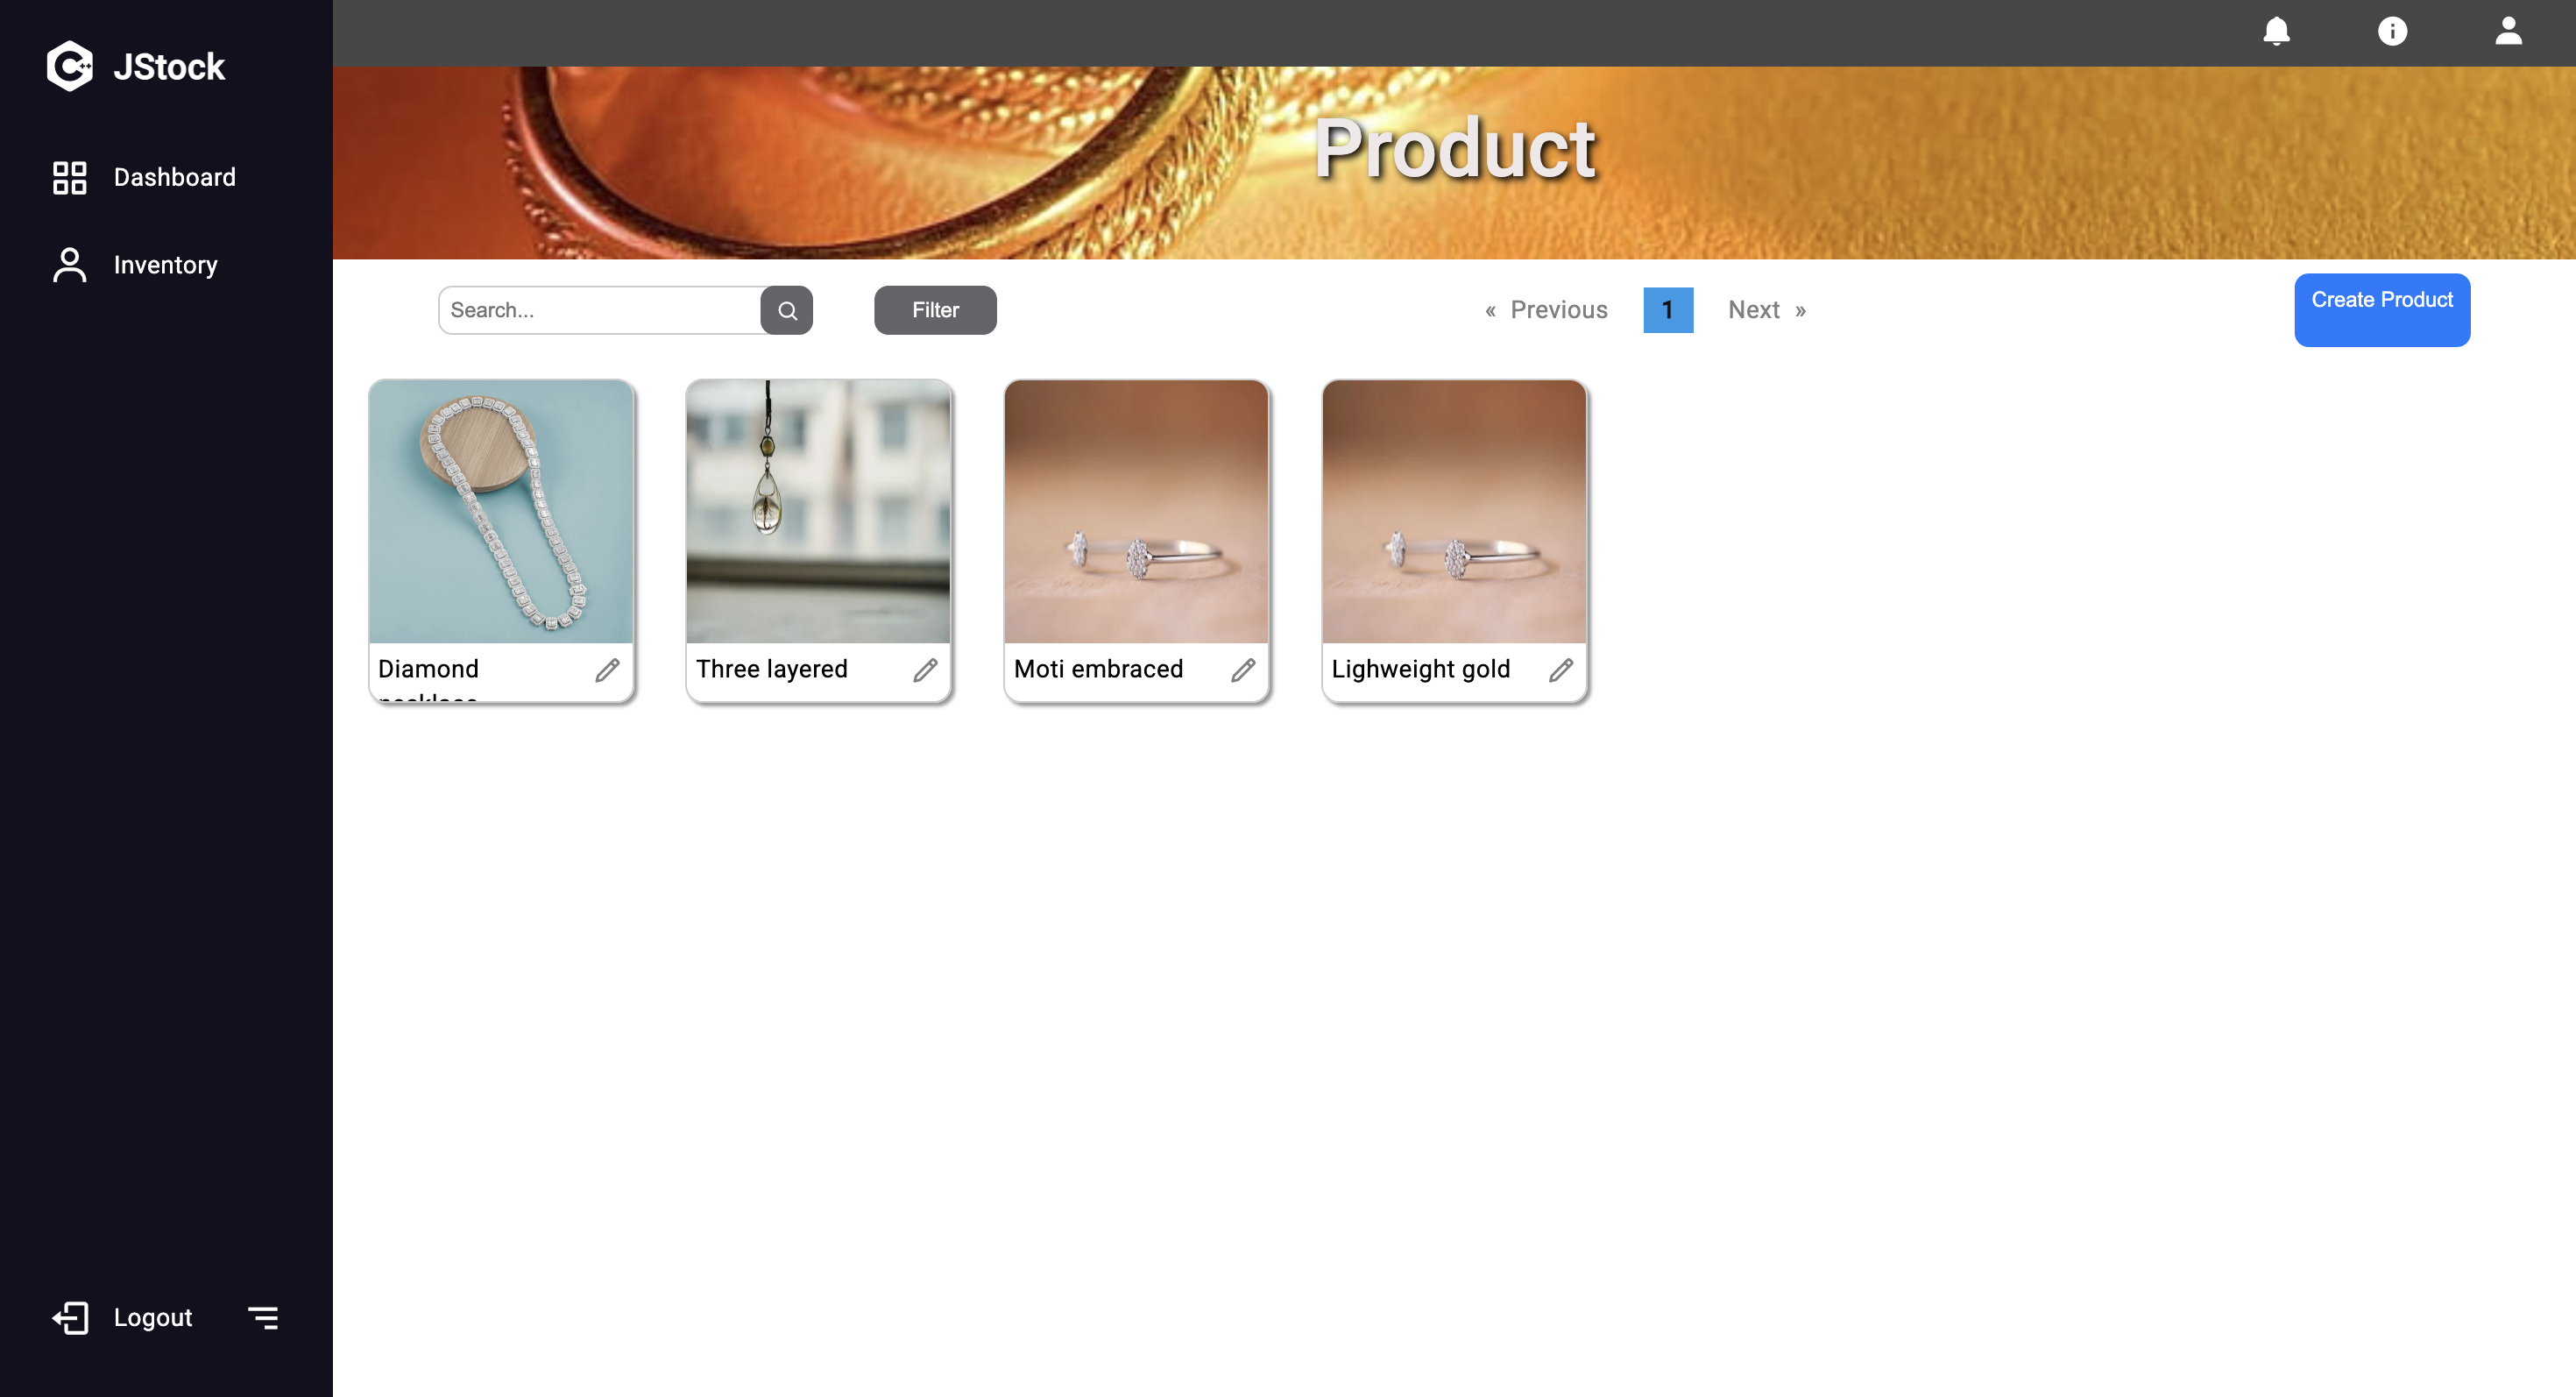 JStock
Dashboard
Inventory
Product
Search...
Filter
« Previous 1 Next »
Create Product
Diamond
necklace
Three layered
Moti embraced
Lighweight gold
Logout